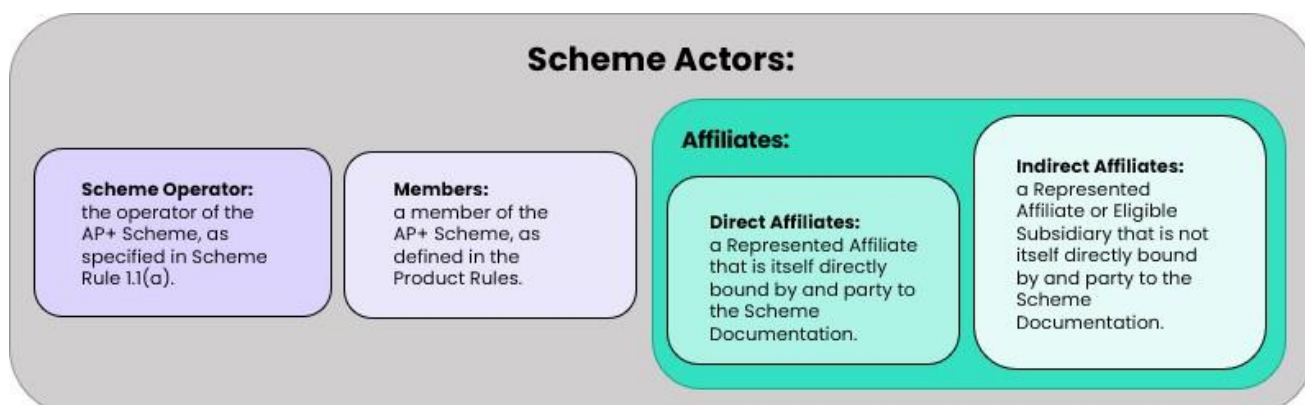 Scheme Actors:
Scheme Operator:
the operator of the
AP+ Scheme, as
specified in Scheme
Rule 1.1(a).
Members:
a member of the
AP+ Scheme, as
defined in the
Product Rules.
Affiliates:
Direct Affiliates:
a Represented Affiliate
that is itself directly
bound by and party to
the Scheme
Documentation.
Indirect Affiliates:
a Represented
Affiliate or Eligible
Subsidiary that is not
itself directly bound
by and party to the
Scheme
Documentation.